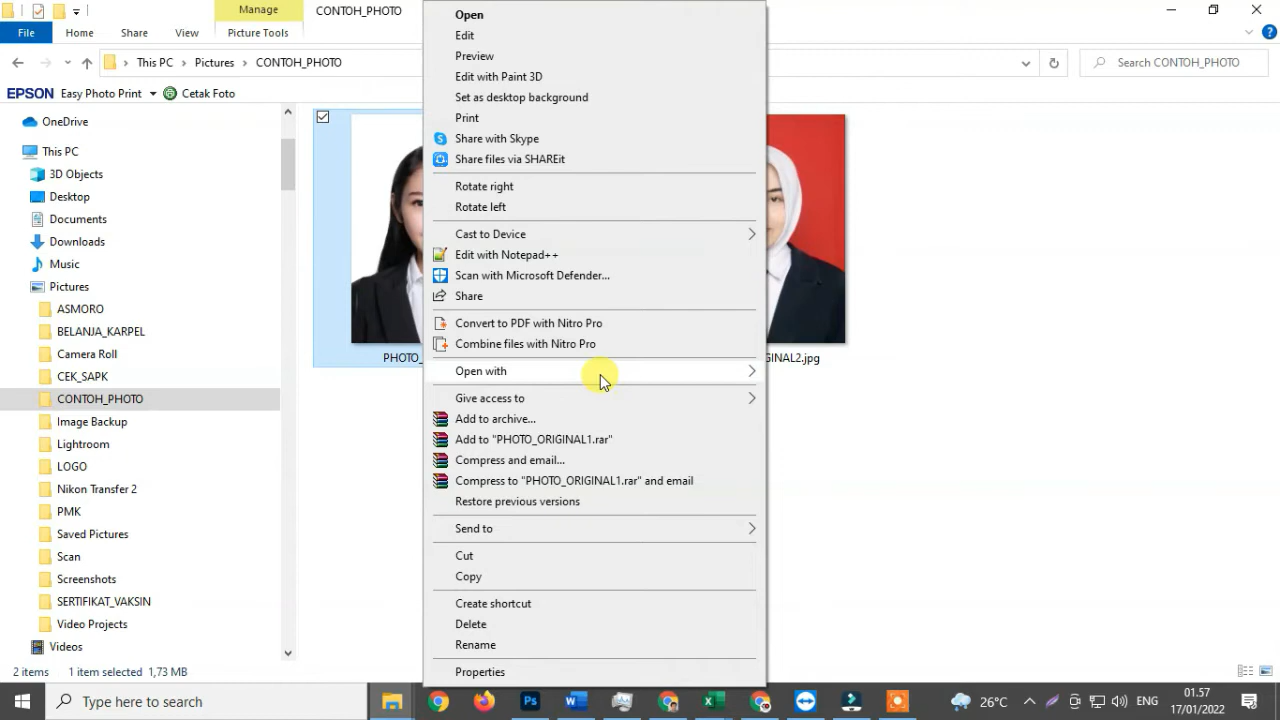 Manage
CONTOH_PHOTO
File
Home
Share
View
Picture Tools
This PC
Pictures
CONTOH_PHOTO
Search CONTOH_PHOTO
EPSON
Easy Photo Print
Cetak Foto
OneDrive
This PC
3D Objects
Desktop
Documents
Downloads
Music
Pictures
ASMORO
BELANJA_KARPEL
Camera Roll
CEK_SAPK
CONTOH_PHOTO
Image Backup
Lightroom
LOGO
Nikon Transfer 2
PMK
Saved Pictures
Scan
Screenshots
SERTIFIKAT_VAKSIN
Video Projects
Videos
PHOTO_
GINAL2.jpg
Open
Edit
Preview
Edit with Paint 3D
Set as desktop background
Print
Share with Skype
Share files via SHAREit
Rotate right
Rotate left
Cast to Device
Edit with Notepad++
Scan with Microsoft Defender...
Share
Convert to PDF with Nitro Pro
Combine files with Nitro Pro
Open with
Give access to
Add to archive...
Add to "PHOTO_ORIGINAL1.rar"
Compress and email...
Compress to "PHOTO_ORIGINAL1.rar" and email
Restore previous versions
Send to
Cut
Copy
Create shortcut
Delete
Rename
Properties
2 items
1 item selected 1,73 MB
Type here to search
26°C
ENG
01.57
17/01/2022